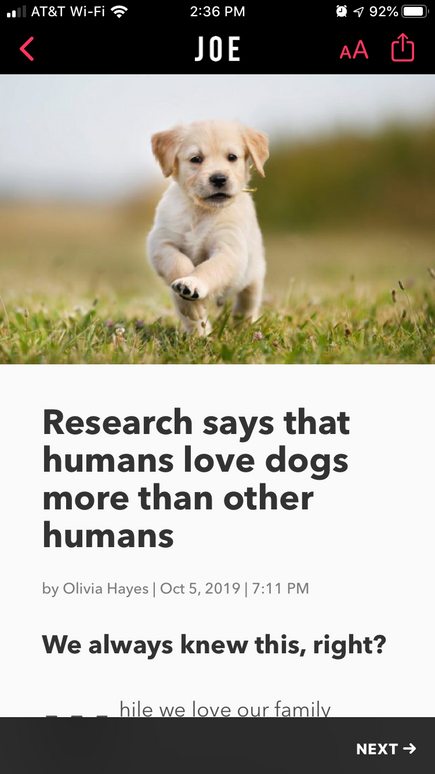 AT&T Wi-Fi 2:36 PM 92%
JOE AA
Research says that
humans love dogs
more than other
humans
by Olivia Hayes | Oct 5, 2019 | 7:11 PM
We always knew this, right?
hile we love our family
NEXT →